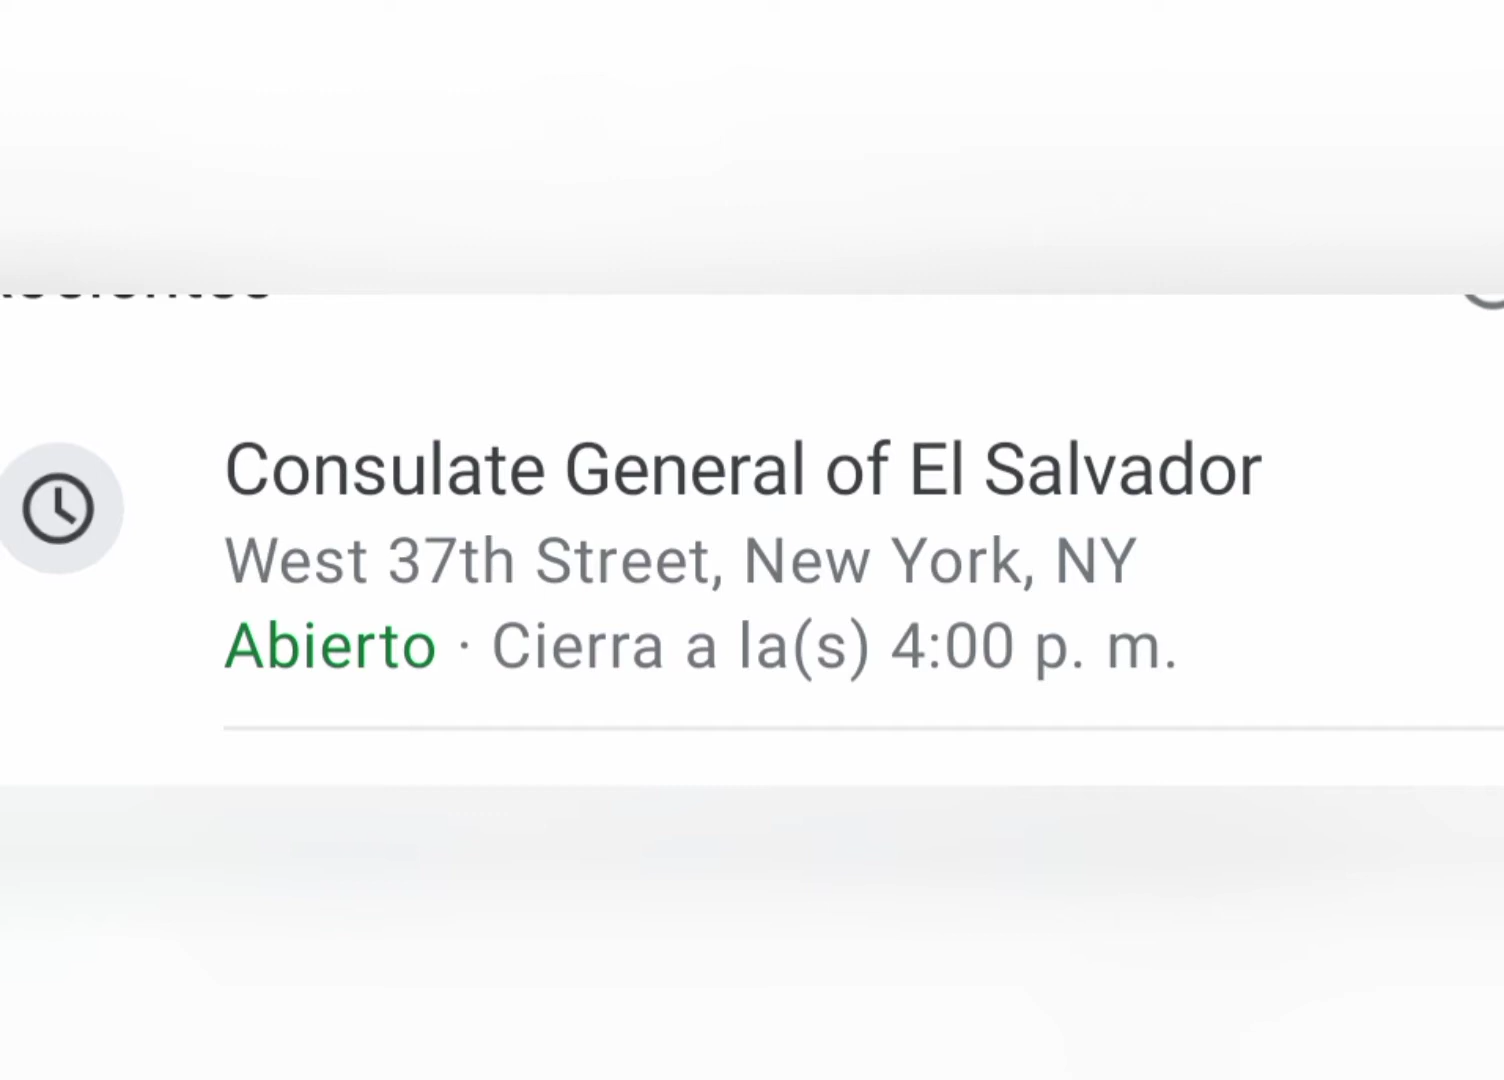 Consulate General of El Salvador
West 37th Street, New York, NY
Abierto · Cierra a la(s) 4:00 p. m.